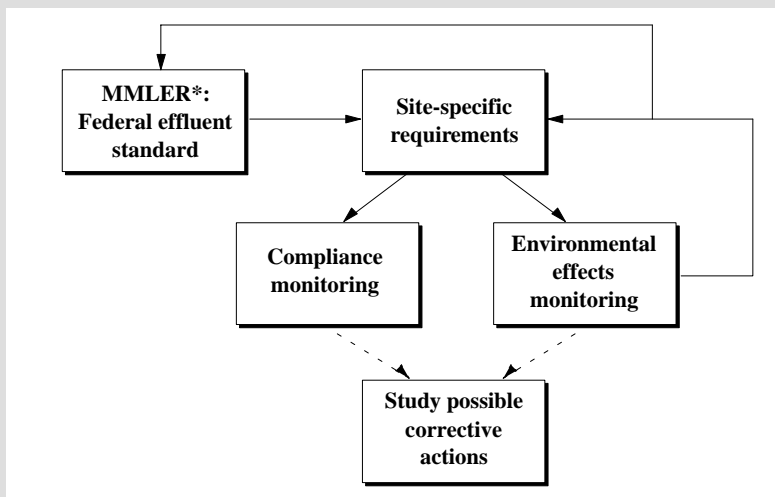 MMLER*:
Federal effluent
standard
Site-specific
requirements
Compliance
monitoring
Environmental
effects
monitoring
Study possible
corrective
actions